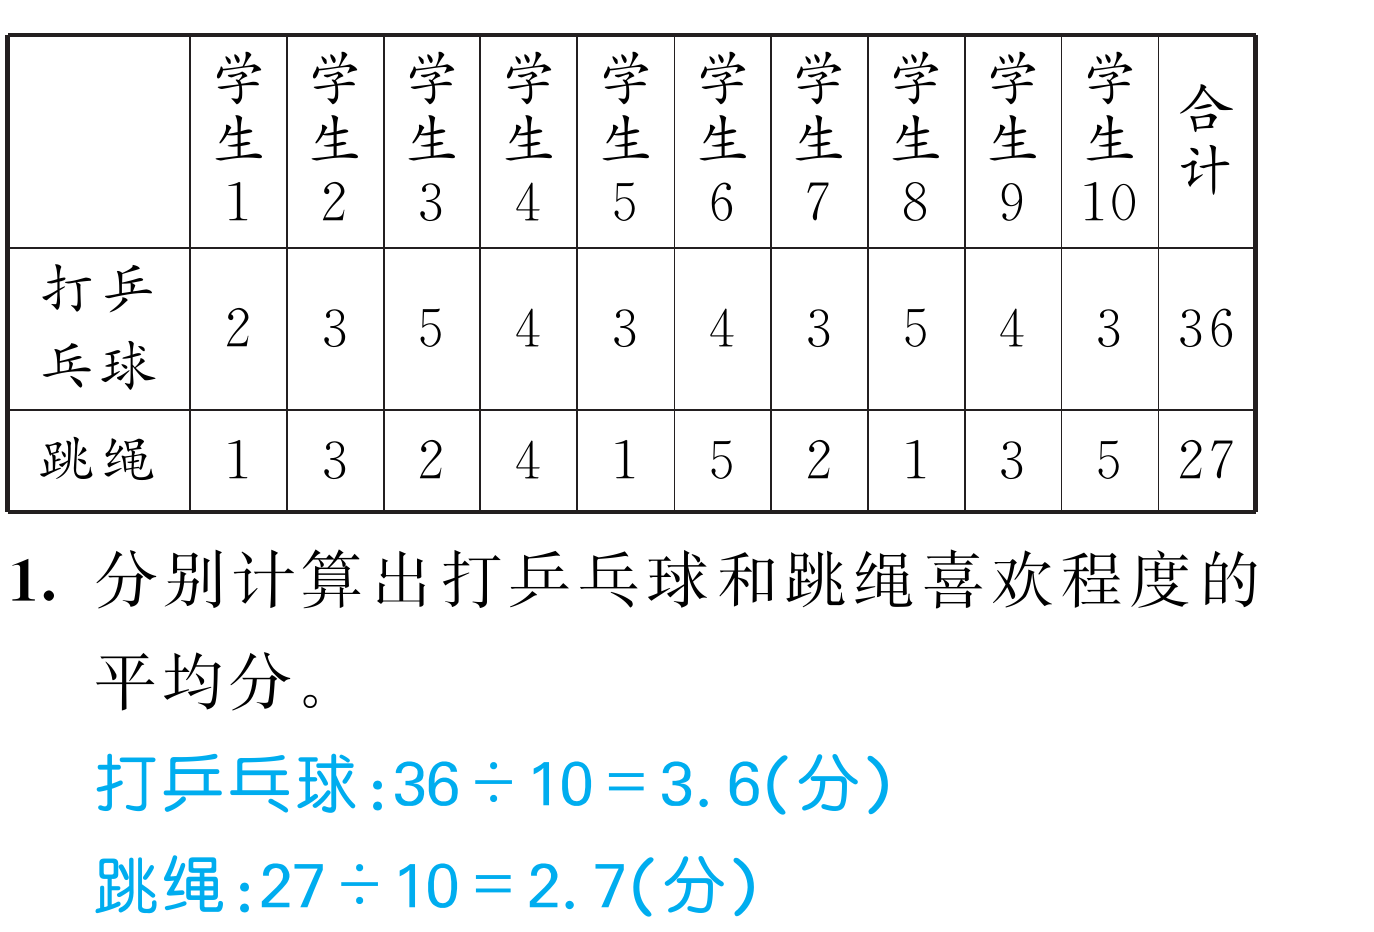 学生1 学生2 学生3 学生4 学生5 学生6 学生7 学生8 学生9 学生10 合计
打乒乓球 2 3 5 4 3 4 3 5 4 3 36
跳绳 1 3 2 4 1 5 2 1 3 5 27
1. 分别计算出打乒乓球和跳绳喜欢程度的
平均分。
打乒乓球:36÷10=3.6(分)
跳绳:27÷10=2.7(分)